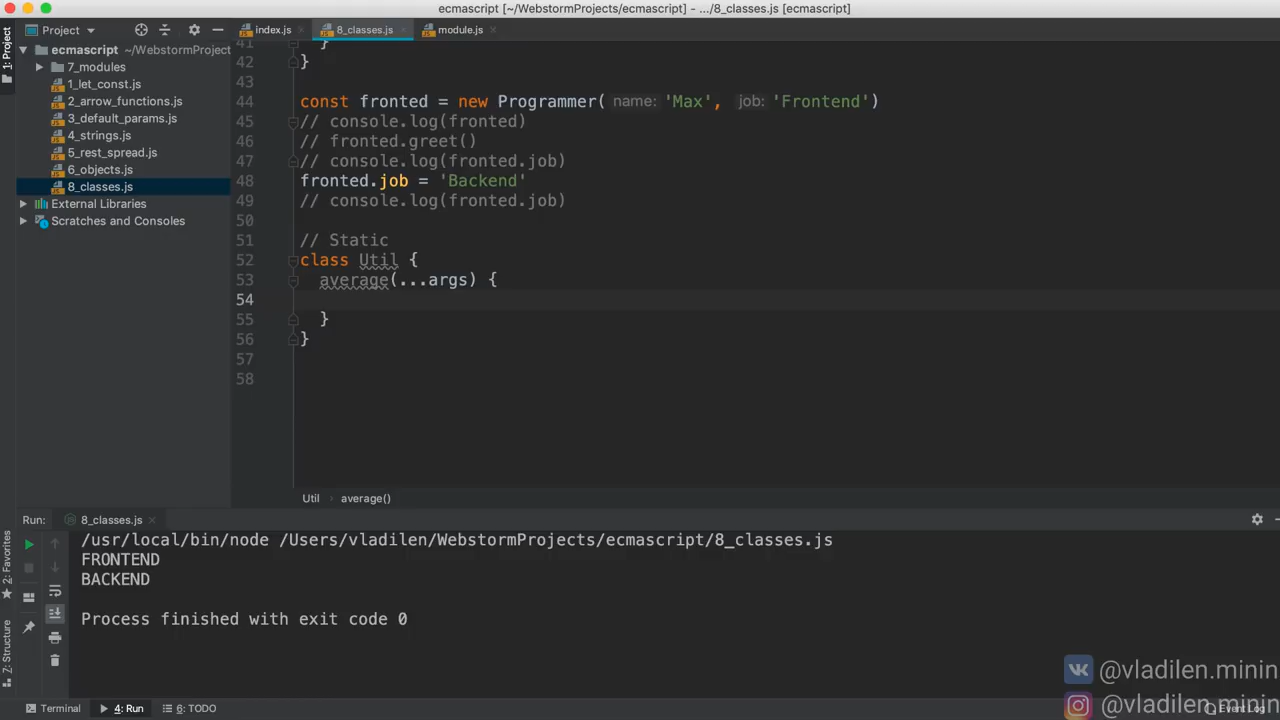 ecmascript [~/WebstormProjects/ecmascript] - .../8_classes.js [ecmascript]
Project
index.js
8_classes.js
module.js
1: Project
ecmascript ~/WebstormProject
7_modules
1_let_const.js
2_arrow_functions.js
3_default_params.js
4_strings.js
5_rest_spread.js
6_objects.js
8_classes.js
External Libraries
Scratches and Consoles
41 }
42 }
43
44 const fronted = new Programmer( name: 'Max', job: 'Frontend')
45 // console.log(fronted)
46 // fronted.greet()
47 // console.log(fronted.job)
48 fronted.job = 'Backend'
49 // console.log(fronted.job)
50
51 // Static
52 class Util {
53 average(...args) {
54
55 }
56 }
57
58
Util › average()
Run: 8_classes.js
/usr/local/bin/node /Users/vladilen/WebstormProjects/ecmascript/8_classes.js
FRONTEND
BACKEND
Process finished with exit code 0
2: Favorites
Z: Structure
@vladilen.minin
@vladilen.minin
Terminal
4: Run
6: TODO
Event Log